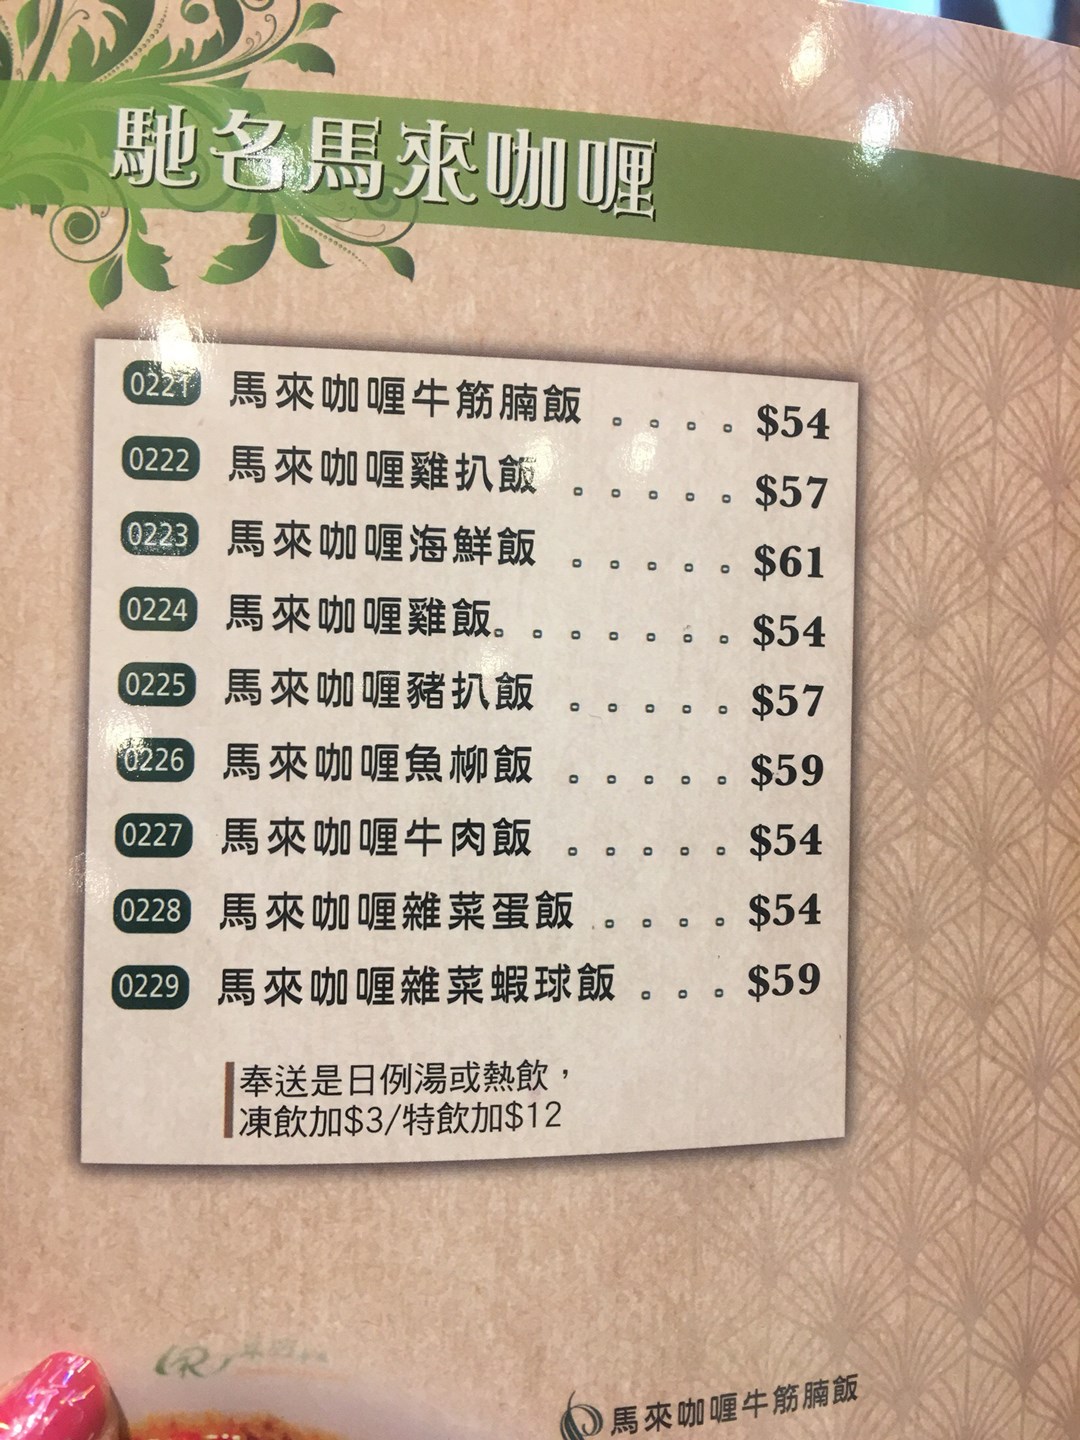 馳名馬來咖喱
0221 馬來咖喱牛筋腩飯 $54
0222 馬來咖喱雞扒飯 $57
0223 馬來咖喱海鮮飯 $61
0224 馬來咖喱雞飯 $54
0225 馬來咖喱豬扒飯 $57
0226 馬來咖喱魚柳飯 $59
0227 馬來咖喱牛肉飯 $54
0228 馬來咖喱雜菜蛋飯 $54
0229 馬來咖喱雜菜蝦球飯 $59
奉送是日例湯或熱飲，
凍飲加$3/特飲加$12
馬來咖喱牛筋腩飯